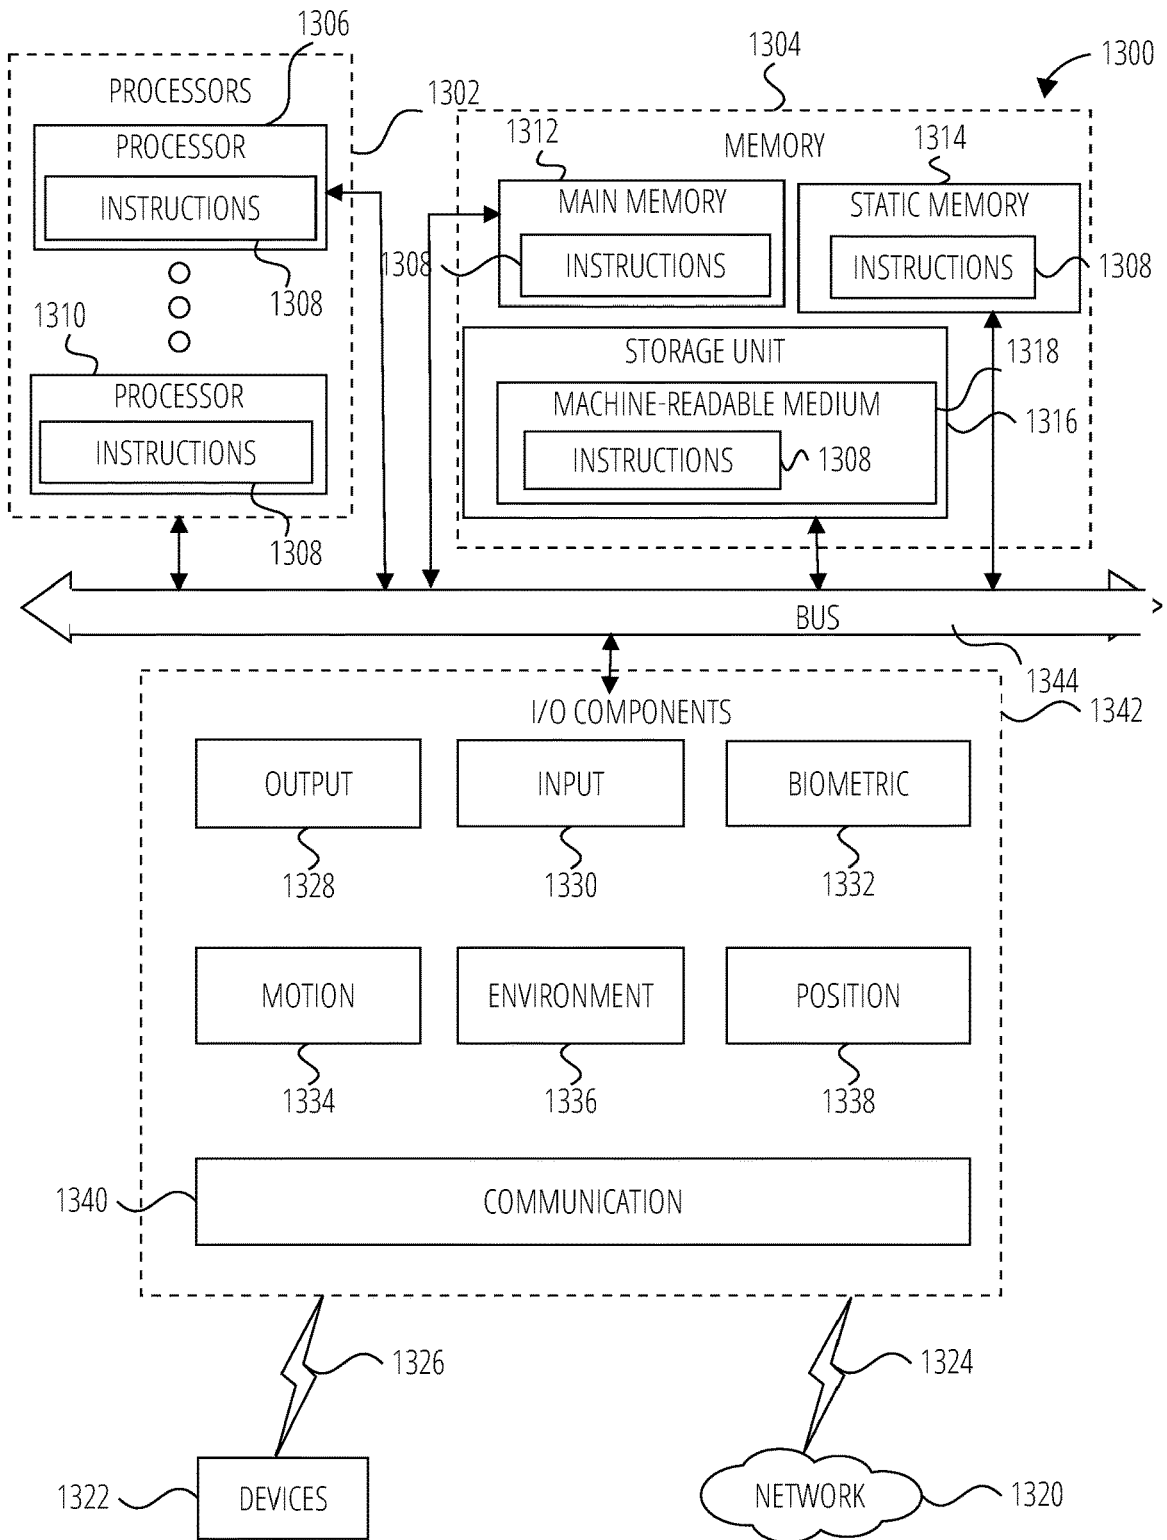 1306
1304
1300
PROCESSORS
1302
PROCESSOR
INSTRUCTIONS
1308
1310
PROCESSOR
INSTRUCTIONS
1308
MEMORY
1312
MAIN MEMORY
1308
INSTRUCTIONS
1314
STATIC MEMORY
INSTRUCTIONS
1308
STORAGE UNIT
1318
MACHINE-READABLE MEDIUM
1316
INSTRUCTIONS
1308
BUS
1344
1342
I/O COMPONENTS
OUTPUT
INPUT
BIOMETRIC
1328
1330
1332
MOTION
ENVIRONMENT
POSITION
1334
1336
1338
1340
COMMUNICATION
1326
1324
1322
DEVICES
NETWORK
1320